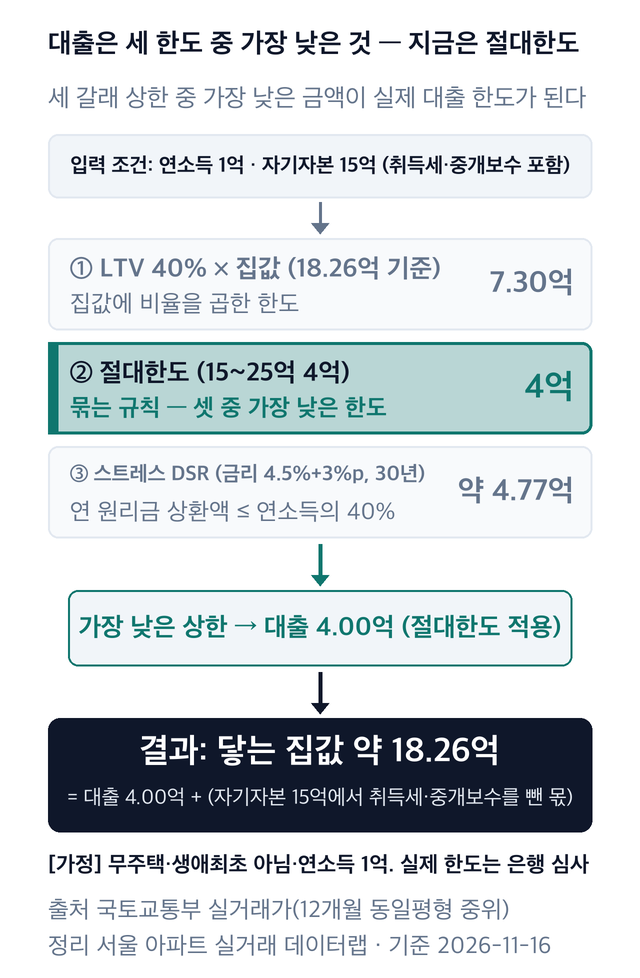 대출은 세 한도 중 가장 낮은 것 — 지금은 절대한도
세 갈래 상한 중 가장 낮은 금액이 실제 대출 한도가 된다
입력 조건: 연소득 1억 · 자기자본 15억 (취득세·중개보수 포함)
① LTV 40% × 집값 (18.26억 기준)
7.30억
집값에 비율을 곱한 한도
② 절대한도 (15~25억 4억)
4억
묶는 규칙 — 셋 중 가장 낮은 한도
③ 스트레스 DSR (금리 4.5%+3%p, 30년)
약 4.77억
연 원리금 상환액 ≤ 연소득의 40%
가장 낮은 상한 → 대출 4.00억 (절대한도 적용)
결과: 닿는 집값 약 18.26억
= 대출 4.00억 + (자기자본 15억에서 취득세·중개보수를 뺀 몫)
[가정] 무주택·생애최초 아님·연소득 1억. 실제 한도는 은행 심사
출처 국토교통부 실거래가(12개월 동일평형 중위)
정리 서울 아파트 실거래 데이터랩 · 기준 2026-11-16